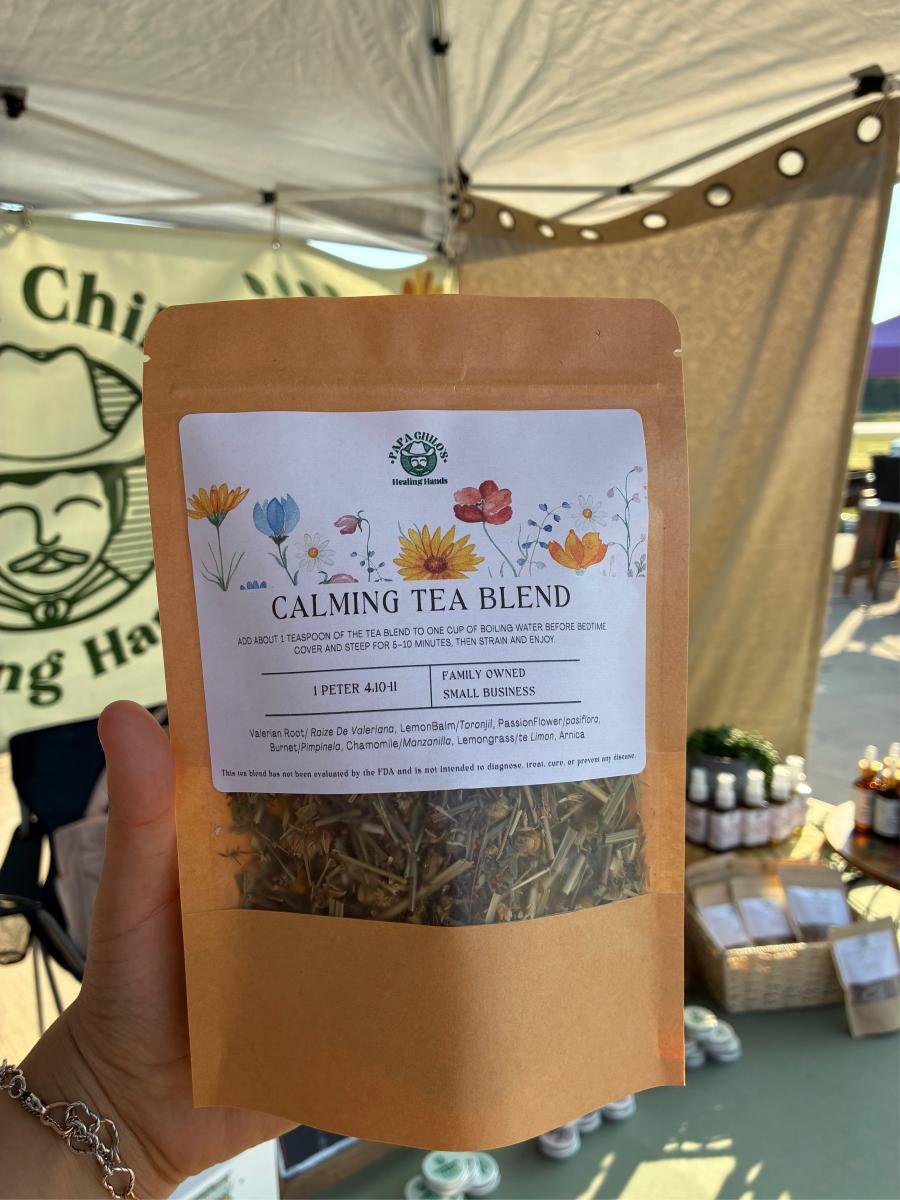 Chil
ng Ha
PAPA CHILO'S
Healing Hands
CALMING TEA BLEND
ADD ABOUT 1 TEASPOON OF THE TEA BLEND TO ONE CUP OF BOILING WATER BEFORE BEDTIME
COVER AND STEEP FOR 5-10 MINUTES, THEN STRAIN AND ENJOY.
1 PETER 4:10-11
FAMILY OWNED
SMALL BUSINESS
Valerian Root/ Raize De Valeriana, LemonBalm/Toronjil, PassionFlower/pasiflora,
Burnet/Pimpinela, Chamomile/Manzanilla, Lemongrass/te Limon, Arnica
This tea blend has not been evaluated by the FDA and is not intended to diagnose, treat, cure, or prevent any disease.